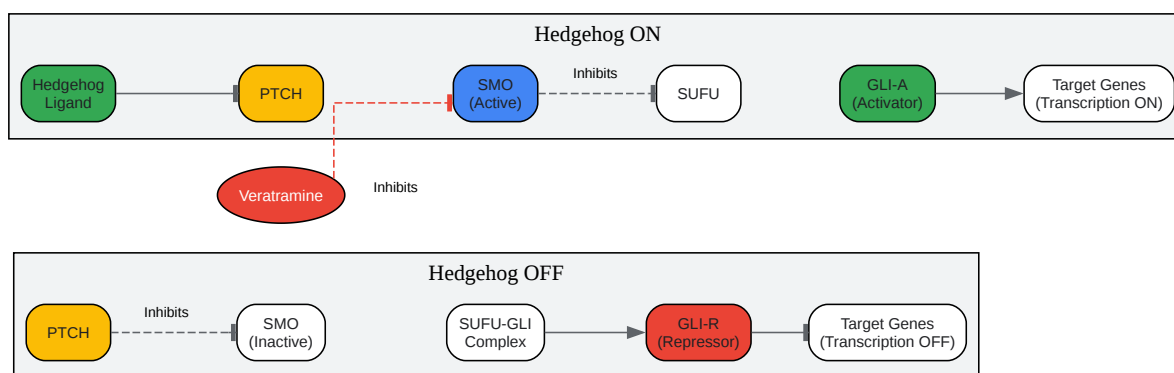 Hedgehog ON
Hedgehog
Ligand
PTCH
SMO
(Active)
Inhibits
SUFU
GLI-A
(Activator)
Target Genes
(Transcription ON)
Veratramine
Inhibits
Hedgehog OFF
PTCH
Inhibits
SMO
(Inactive)
SUFU-GLI
Complex
GLI-R
(Repressor)
Target Genes
(Transcription OFF)